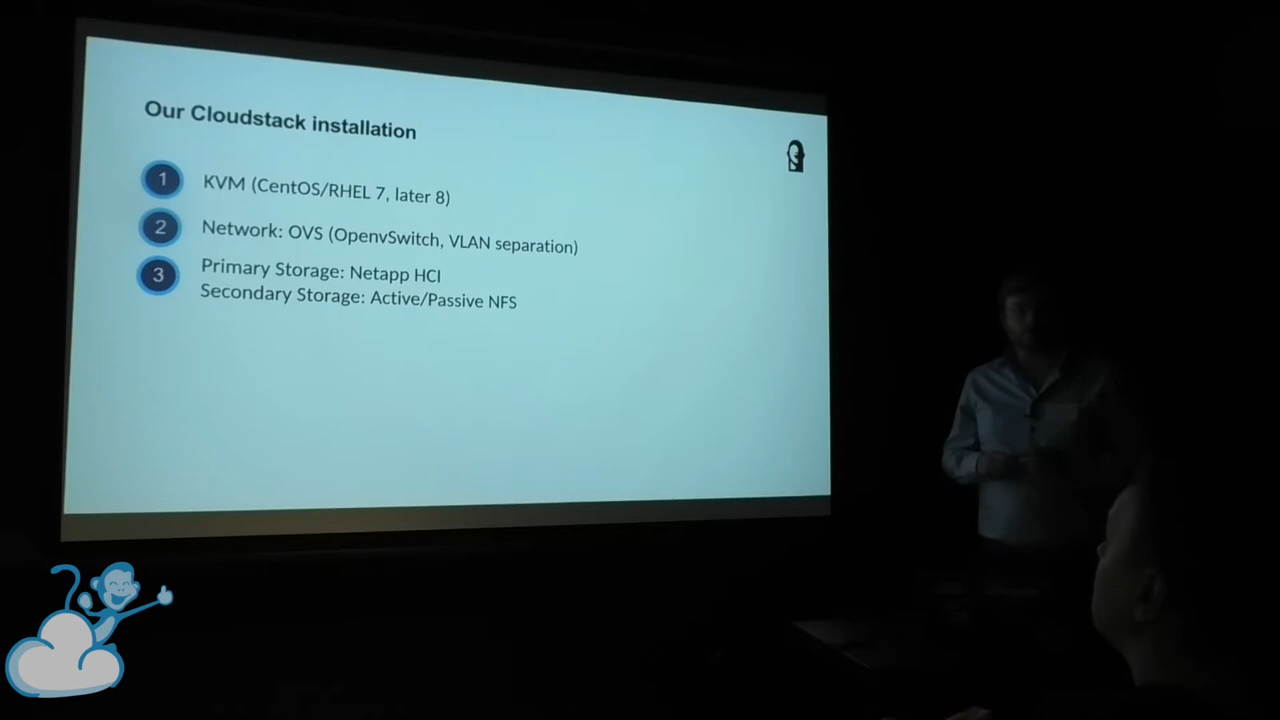 Our Cloudstack installation
1 KVM (CentOS/RHEL 7, later 8)
2 Network: OVS (OpenvSwitch, VLAN separation)
3 Primary Storage: Netapp HCI
Secondary Storage: Active/Passive NFS